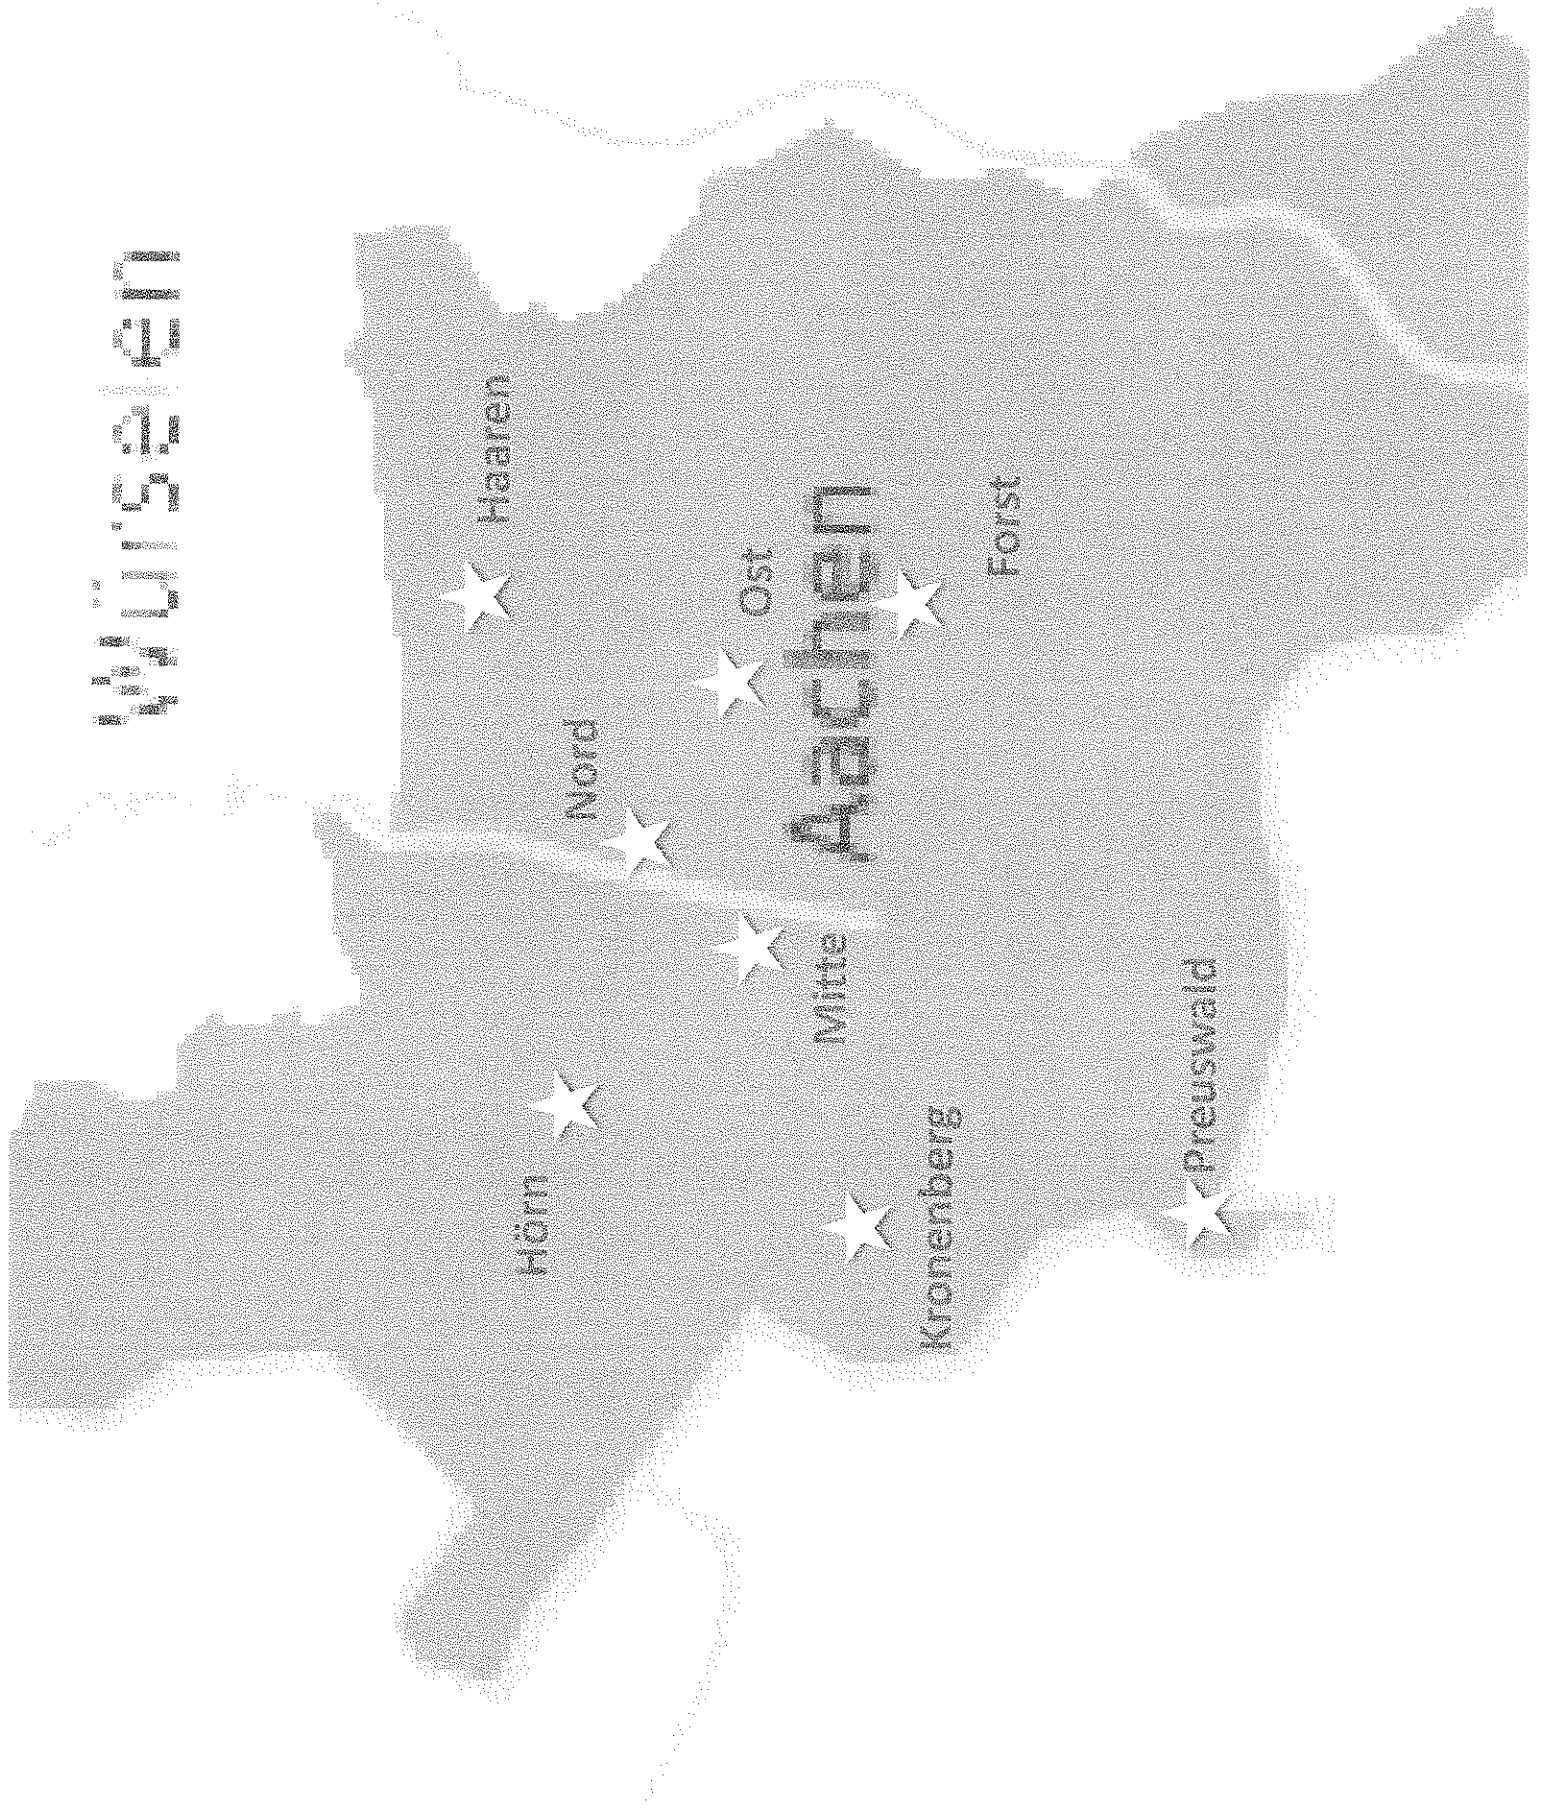 Würselen
Haaren
Nord
Ost
Aachen
Hörn
Mitte
Forst
Kronenberg
Preuswald